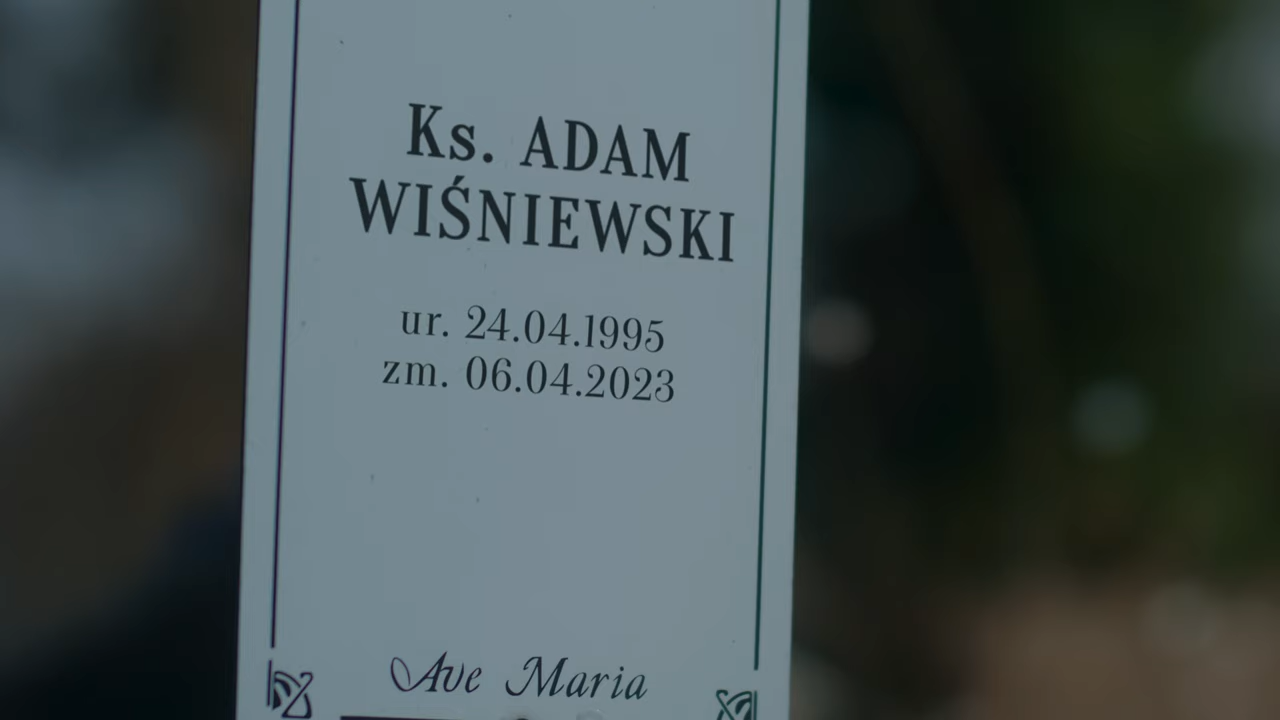 Ks. ADAM
WIŚNIEWSKI
ur. 24.04.1995
zm. 06.04.2023
Ave Maria